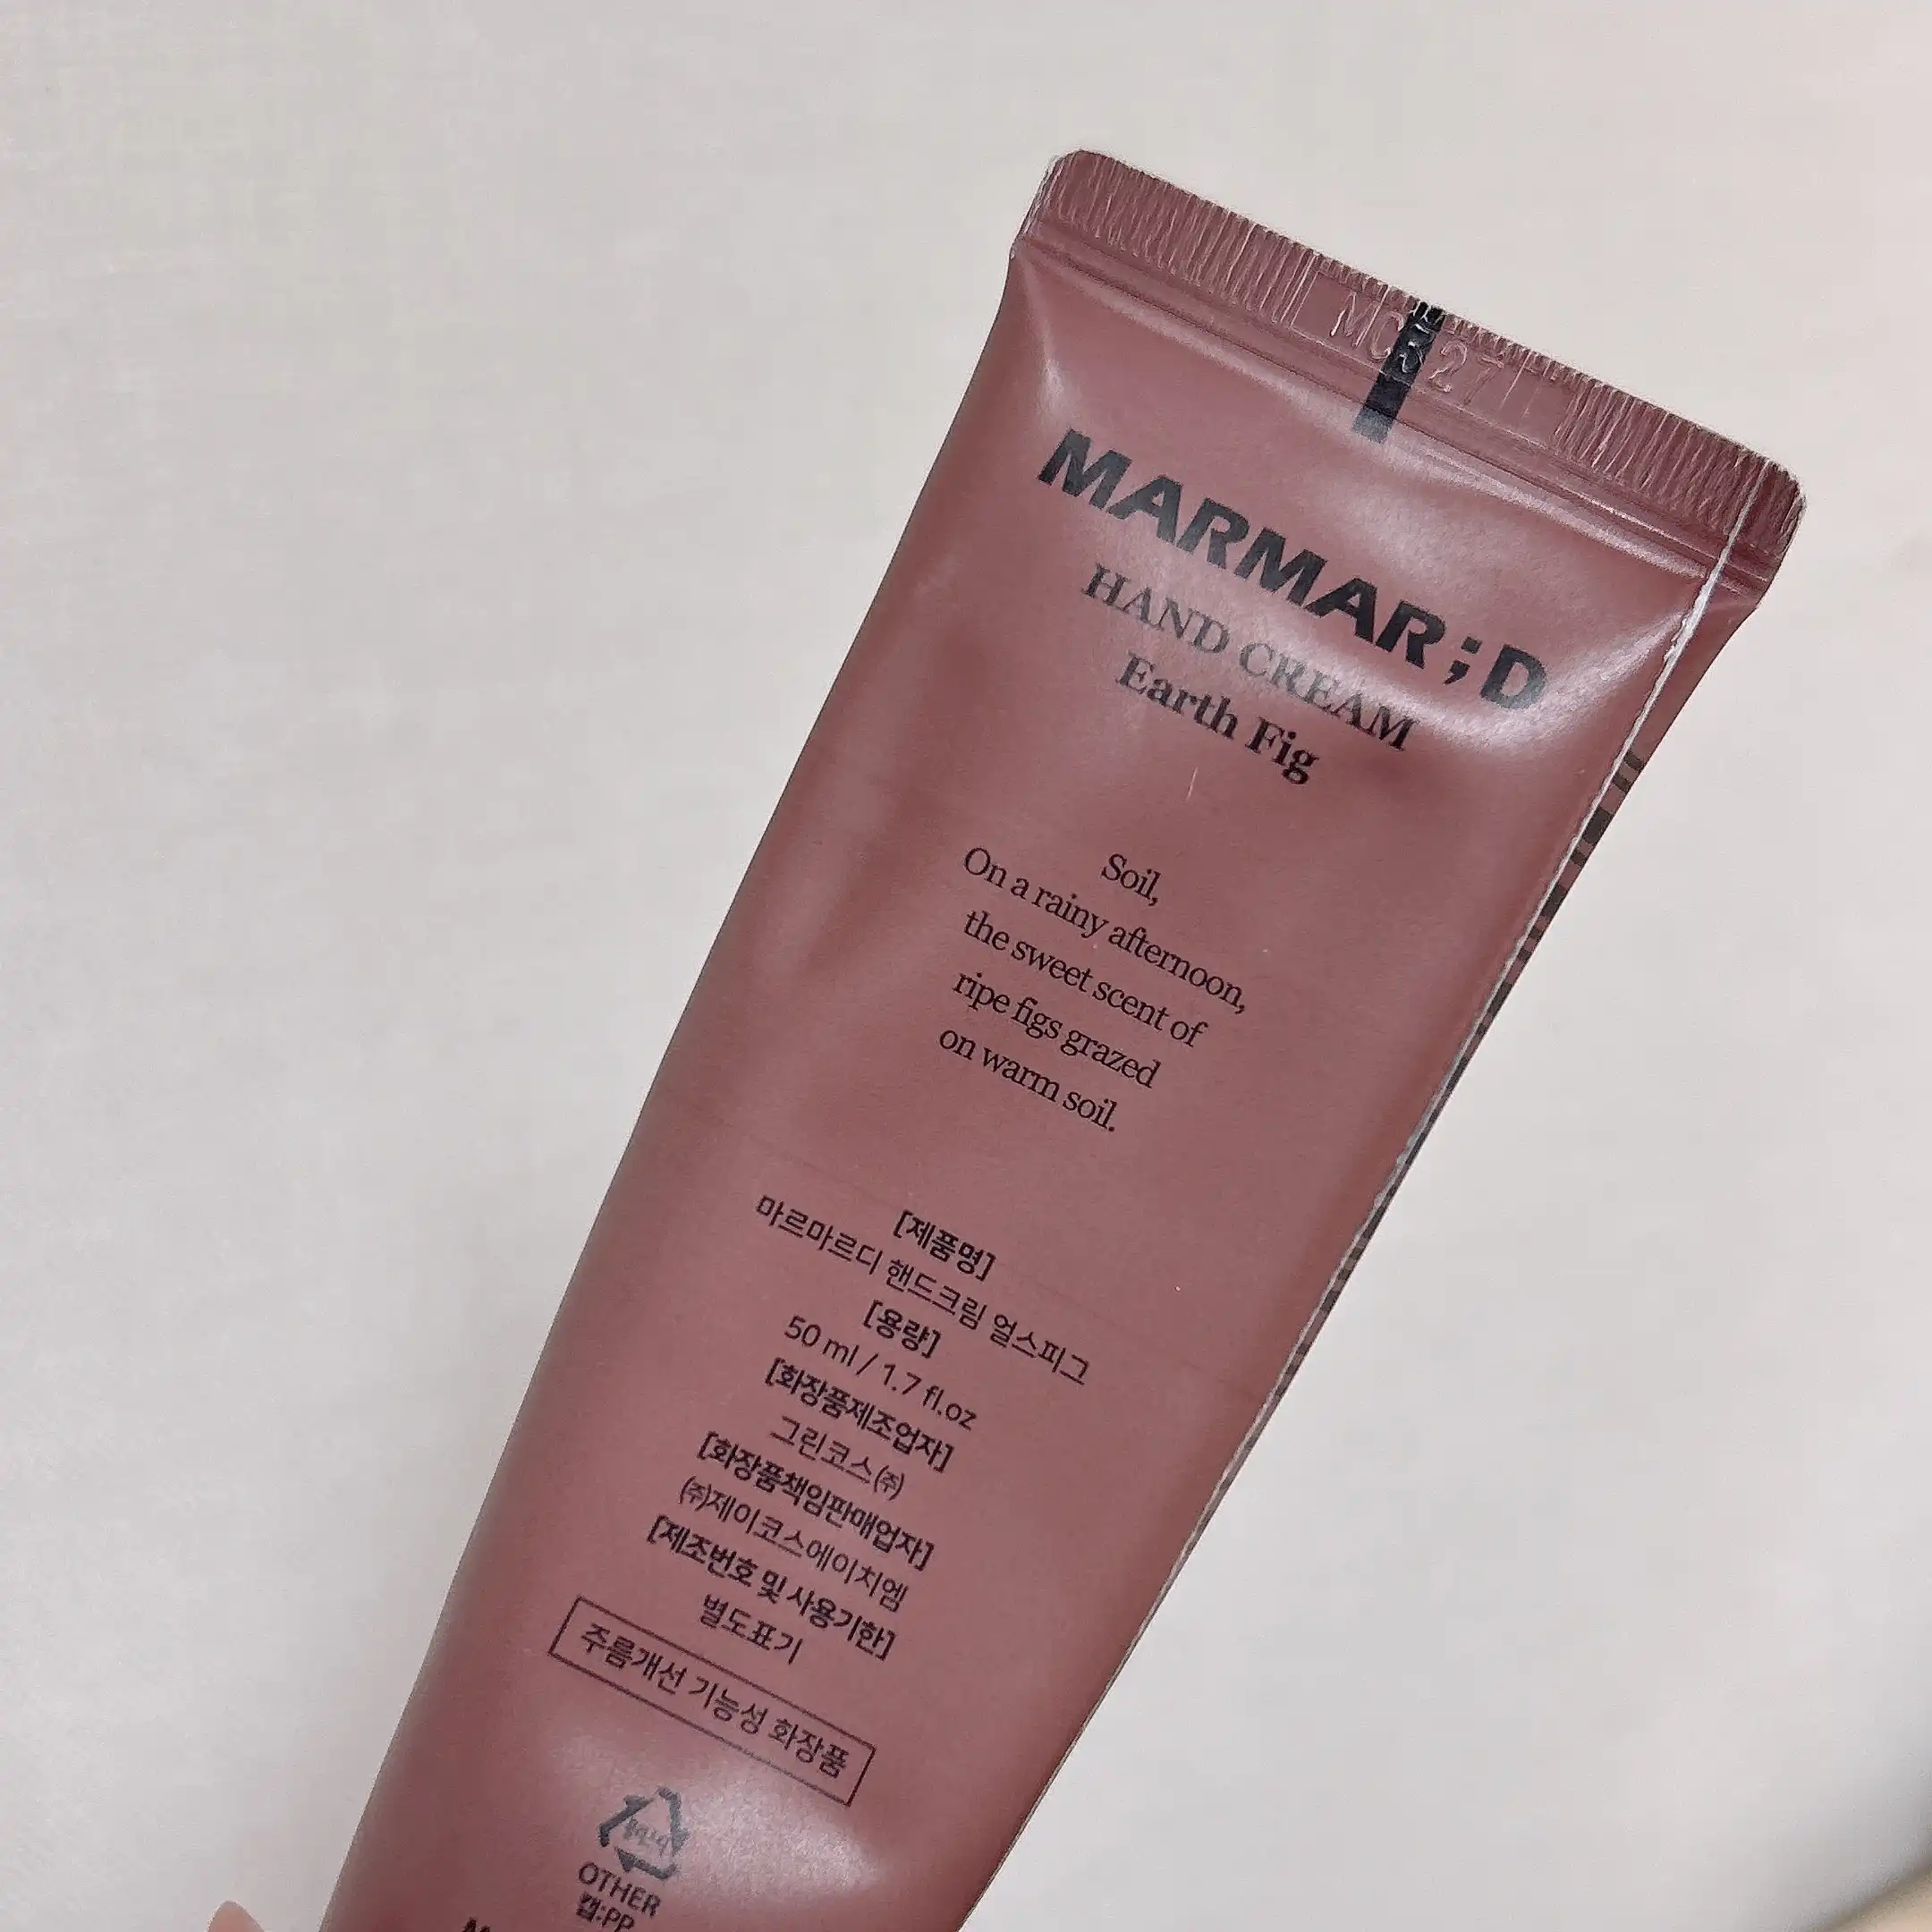 MARMAR;D
HAND CREAM
Earth Fig
Soil,
On a rainy afternoon,
the sweet scent of
ripe figs grazed
on warm soil.
[제품명]
마르마르디 핸드크림 얼스피그
[용량]
50 ml / 1.7 fl.oz
[화장품제조업자]
그린코스㈜
[화장품책임판매업자]
㈜제이코스에이치엠
[제조번호 및 사용기한]
별도표기
주름개선 기능성 화장품
OTHER
캡:PP